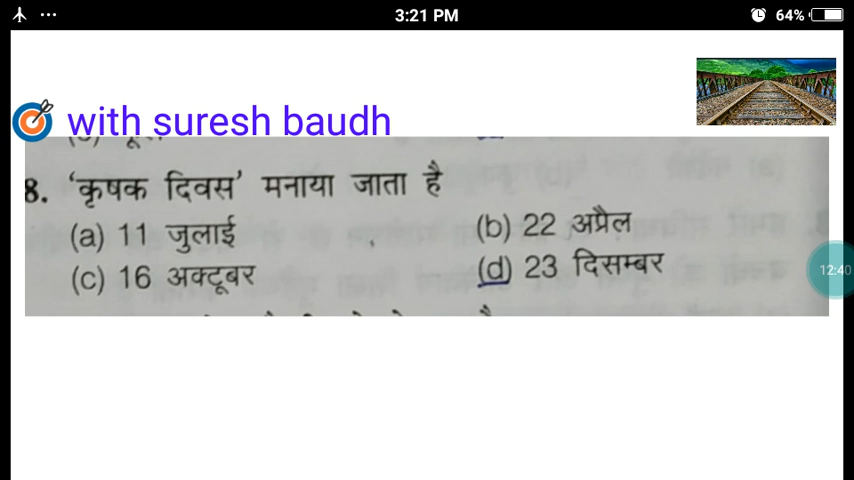 3:21 PM
64%
with suresh baudh
8. ‘कृषक दिवस’ मनाया जाता है
(a) 11 जुलाई (b) 22 अप्रैल
(c) 16 अक्टूबर (d) 23 दिसम्बर
12:40